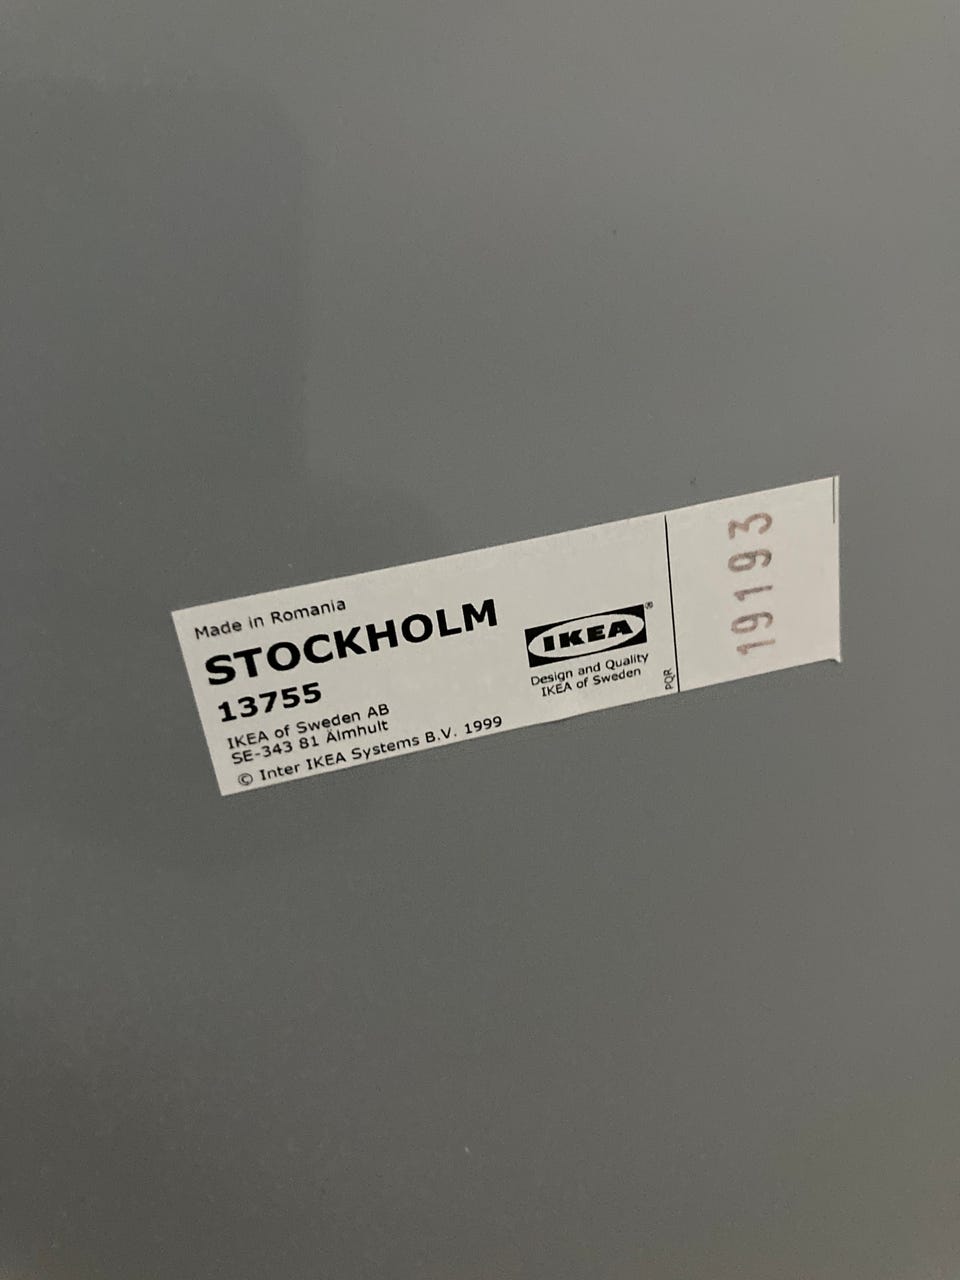 Made in Romania
STOCKHOLM
13755
IKEA of Sweden AB
SE-343 81 Älmhult
© Inter IKEA Systems B.V. 1999
IKEA®
Design and Quality
IKEA of Sweden
PQR
19193